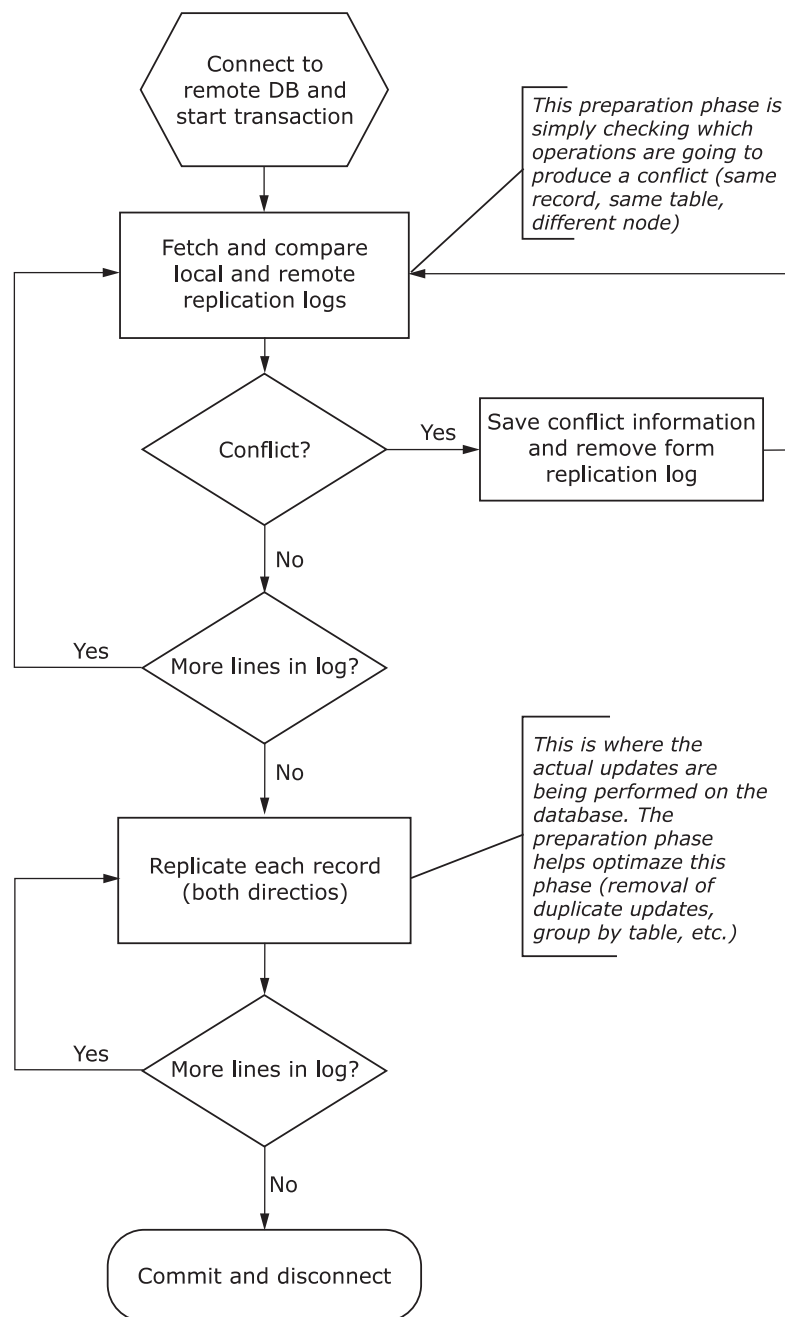 Connect to
remote DB and
start transaction
This preparation phase is
simply checking which
operations are going to
produce a conflict (same
record, same table,
different node)
Fetch and compare
local and remote
replication logs
Conflict?
Yes
Save conflict information
and remove form
replication log
No
Yes
More lines in log?
No
This is where the
actual updates are
being performed on the
database. The
preparation phase
helps optimaze this
phase (removal of
duplicate updates,
group by table, etc.)
Replicate each record
(both directios)
Yes
More lines in log?
No
Commit and disconnect